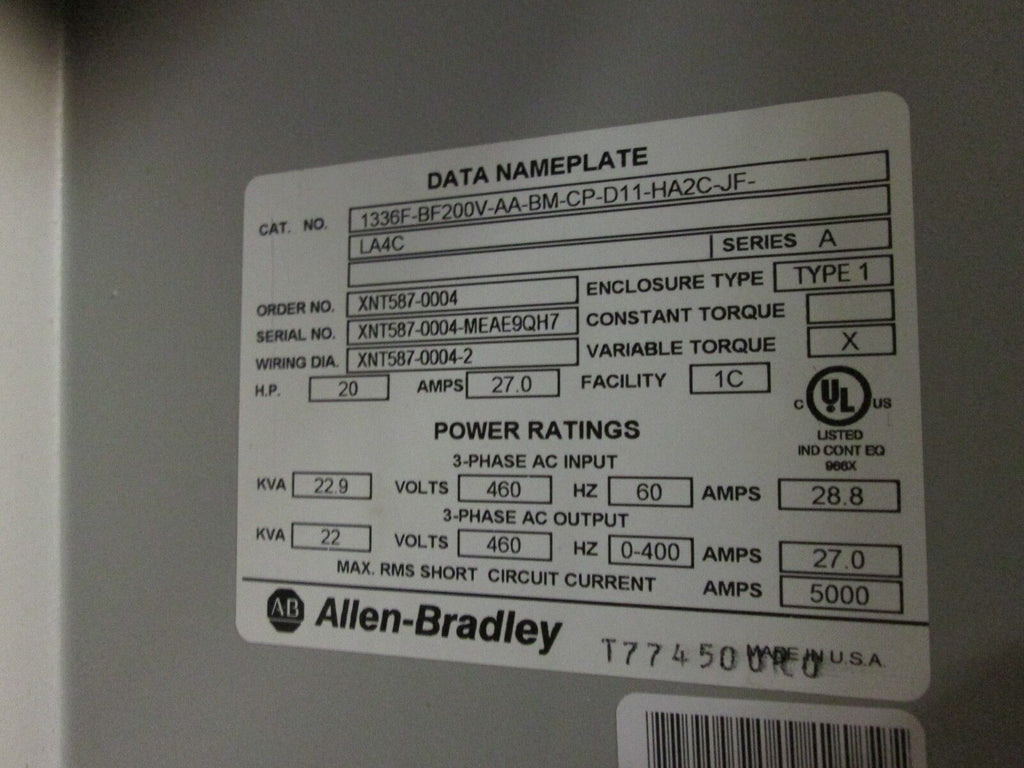 DATA NAMEPLATE
CAT. NO. 1336F-BF200V-AA-BM-CP-D11-HA2C-JF-
LA4C
SERIES A
ORDER NO. XNT587-0004 ENCLOSURE TYPE TYPE 1
SERIAL NO. XNT587-0004-MEAE9QH7 CONSTANT TORQUE
WIRING DIA. XNT587-0004-2 VARIABLE TORQUE X
H.P. 20 AMPS 27.0 FACILITY 1C
C UL US
LISTED
IND CONT EQ
966X
POWER RATINGS
3-PHASE AC INPUT
KVA 22.9 VOLTS 460 HZ 60 AMPS 28.8
3-PHASE AC OUTPUT
KVA 22 VOLTS 460 HZ 0-400 AMPS 27.0
MAX. RMS SHORT CIRCUIT CURRENT AMPS 5000
AB Allen-Bradley
MADE IN U.S.A.